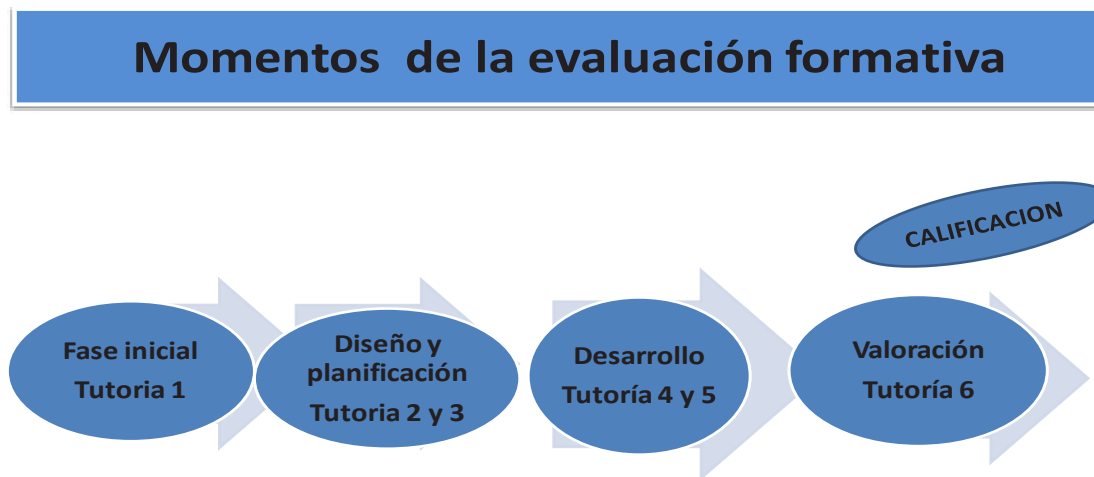 Momentos de la evaluación formativa
CALIFICACION
Fase inicial
Tutoria 1
Diseño y
planificación
Tutoria 2 y 3
Desarrollo
Tutoría 4 y 5
Valoración
Tutoría 6